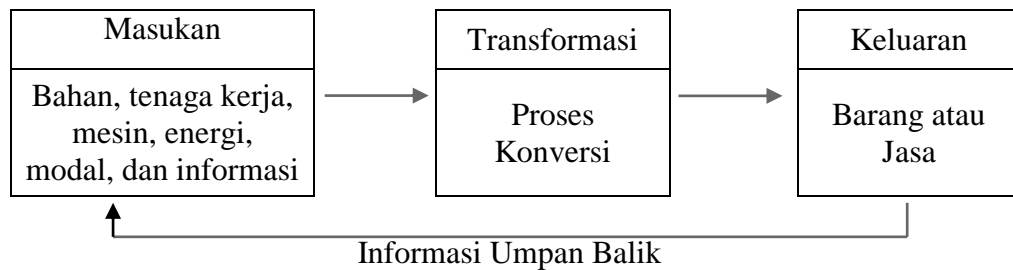 Masukan
Bahan, tenaga kerja,
mesin, energi,
modal, dan informasi
Transformasi
Proses
Konversi
Keluaran
Barang atau
Jasa
Informasi Umpan Balik